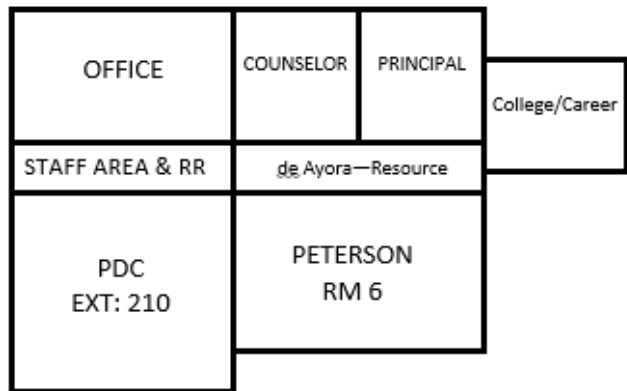 OFFICE
COUNSELOR
PRINCIPAL
College/Career
STAFF AREA & RR
de Ayora—Resource
PDC
EXT: 210
PETERSON
RM 6